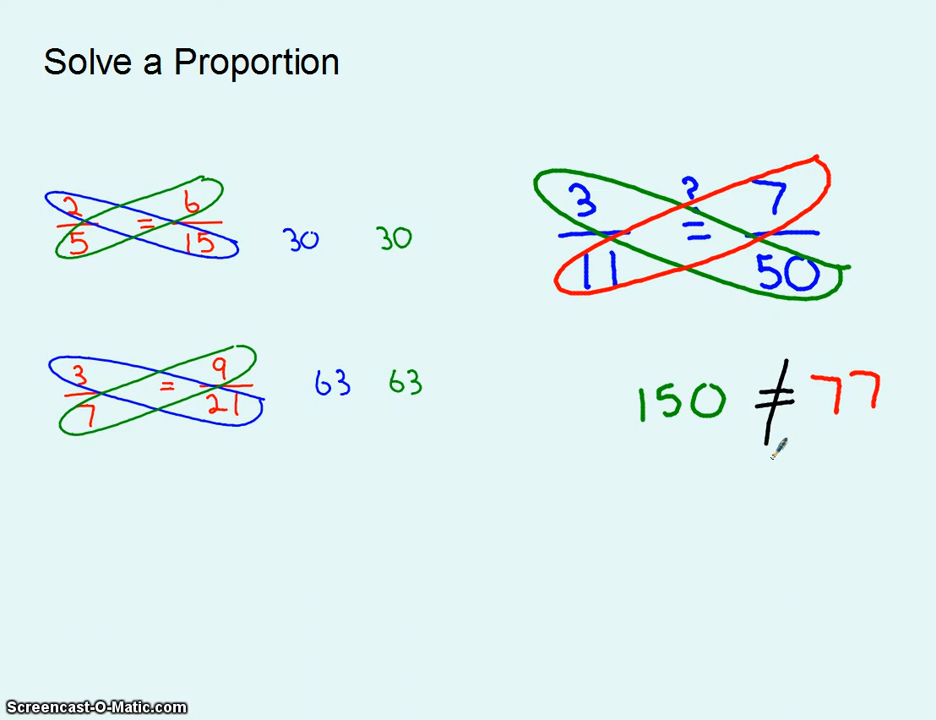 Solve a Proportion
2/5 = 6/15 30 30
3/7 = 9/21 63 63
3/11 ?= 7/50
150 ≠ 77
Screencast-O-Matic.com